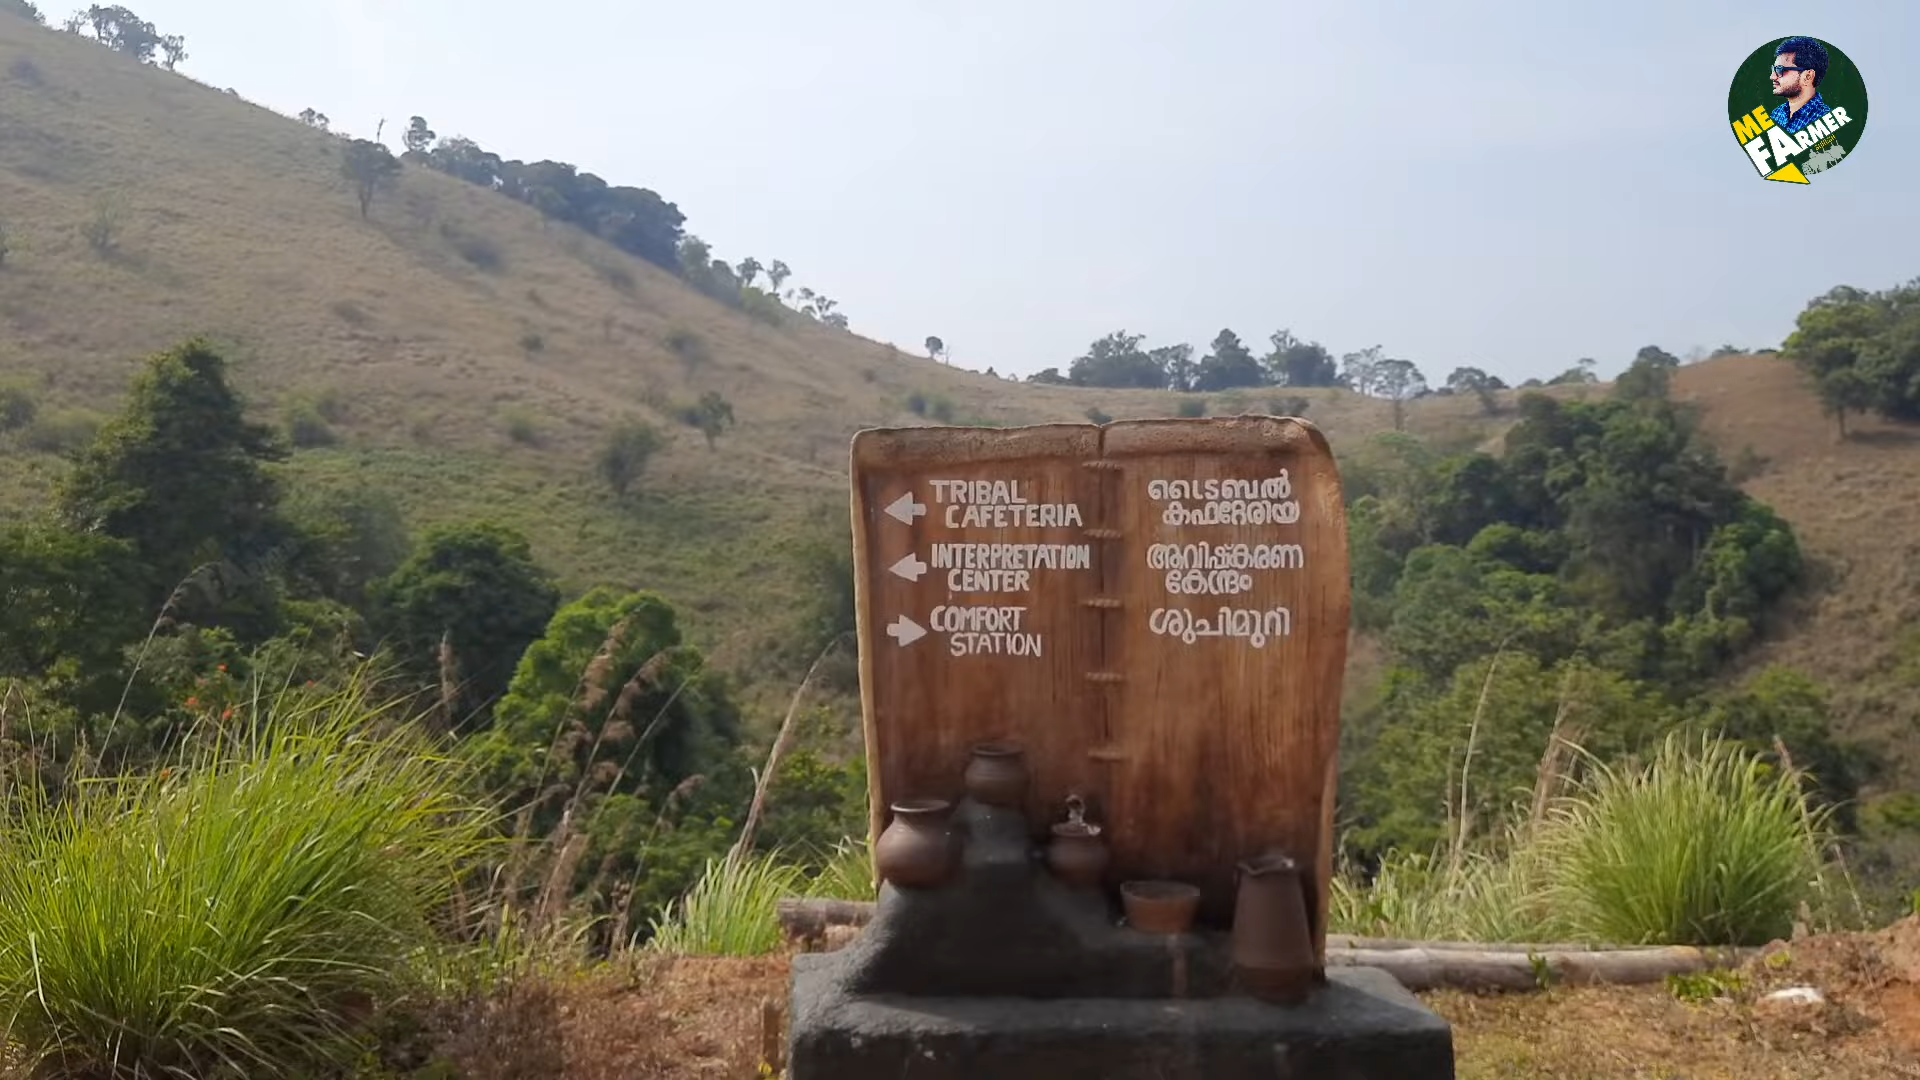 TRIBAL
CAFETERIA
INTERPRETATION
CENTER
COMFORT
STATION
ട്രൈബൽ
കഫറ്റേരിയ
അവിഷ്കരണ
കേന്ദ്രം
ശുചിമുറി
ME
FARMER